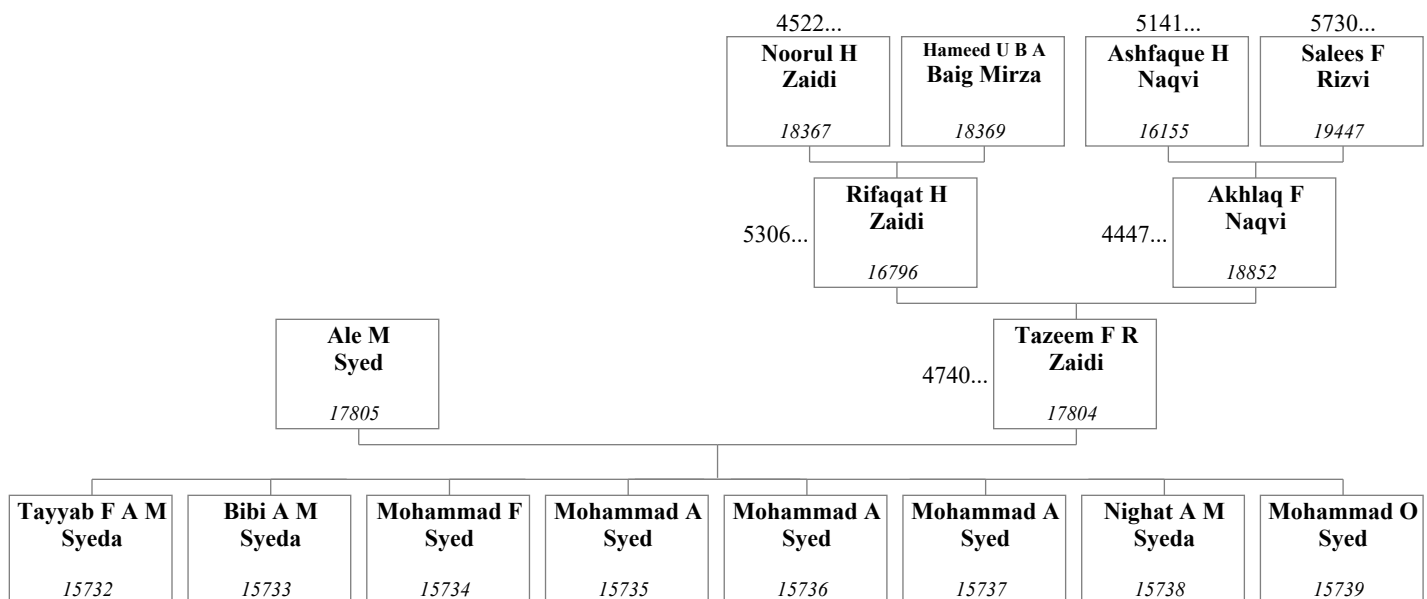 4522...
5141...
5730...
Noorul H
Zaidi
18367
Hameed U B A
Baig Mirza
18369
Ashfaque H
Naqvi
16155
Salees F
Rizvi
19447
5306...
Rifaqat H
Zaidi
16796
4447...
Akhlaq F
Naqvi
18852
Ale M
Syed
17805
4740...
Tazeem F R
Zaidi
17804
Tayyab F A M
Syeda
15732
Bibi A M
Syeda
15733
Mohammad F
Syed
15734
Mohammad A
Syed
15735
Mohammad A
Syed
15736
Mohammad A
Syed
15737
Nighat A M
Syeda
15738
Mohammad O
Syed
15739